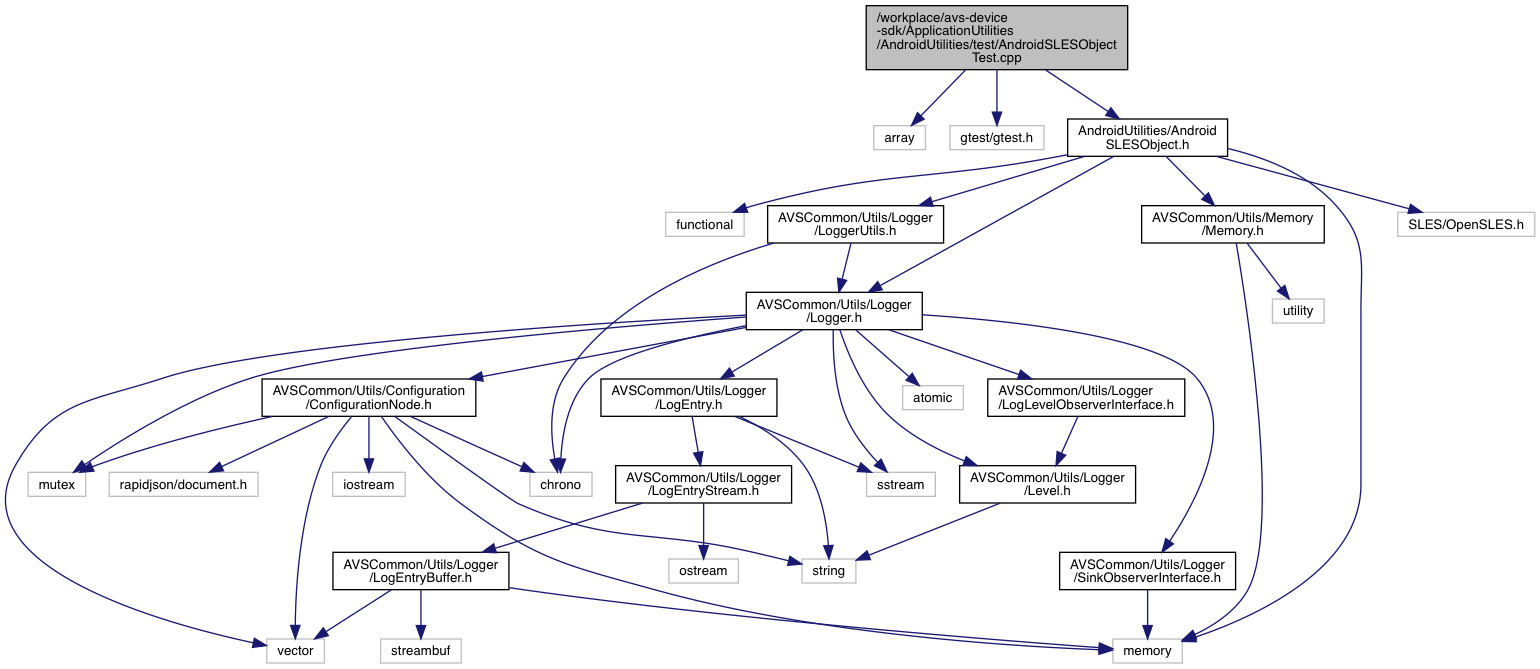 /workplace/avs-device
-sdk/ApplicationUtilities
/AndroidUtilities/test/AndroidSLESObject
Test.cpp
array
gtest/gtest.h
AndroidUtilities/Android
SLESObject.h
functional
AVSCommon/Utils/Logger
/LoggerUtils.h
AVSCommon/Utils/Memory
/Memory.h
SLES/OpenSLES.h
AVSCommon/Utils/Logger
/Logger.h
utility
AVSCommon/Utils/Configuration
/ConfigurationNode.h
AVSCommon/Utils/Logger
/LogEntry.h
atomic
AVSCommon/Utils/Logger
/LogLevelObserverInterface.h
mutex
rapidjson/document.h
iostream
chrono
AVSCommon/Utils/Logger
/LogEntryStream.h
sstream
AVSCommon/Utils/Logger
/Level.h
AVSCommon/Utils/Logger
/LogEntryBuffer.h
ostream
string
AVSCommon/Utils/Logger
/SinkObserverInterface.h
vector
streambuf
memory